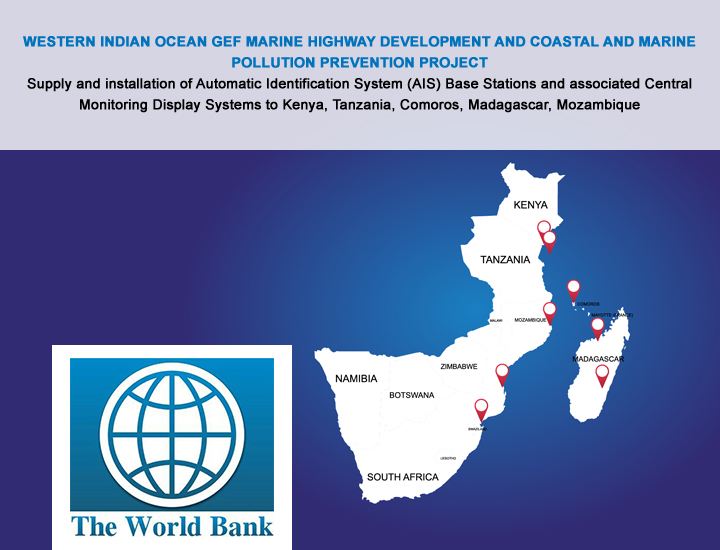 WESTERN INDIAN OCEAN GEF MARINE HIGHWAY DEVELOPMENT AND COASTAL AND MARINE
POLLUTION PREVENTION PROJECT
Supply and installation of Automatic Identification System (AIS) Base Stations and associated Central
Monitoring Display Systems to Kenya, Tanzania, Comoros, Madagascar, Mozambique
KENYA
TANZANIA
COMOROS
MAYOTTE (FRANCE)
MALAWI
MOZAMBIQUE
MADAGASCAR
ZIMBABWE
NAMIBIA
BOTSWANA
SWAZILAND
LESOTHO
SOUTH AFRICA
The World Bank